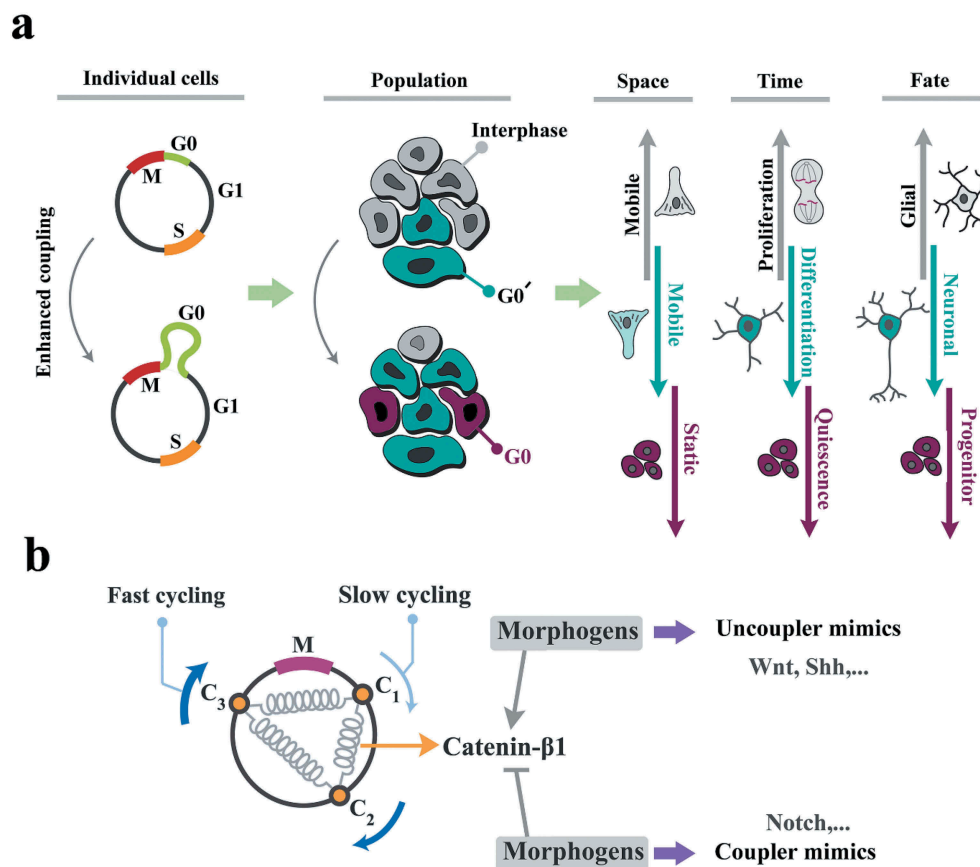 a
Individual cells
Population
Space
Time
Fate
G0
M
G1
S
Enhanced coupling
G0
M
G1
S
Interphase
G0′
G0
Mobile
Mobile
Static
Proliferation
Differentiation
Quiescence
Glial
Neuronal
Progenitor
b
Fast cycling
Slow cycling
M
C3
C1
C2
Catenin-β1
Morphogens
Uncoupler mimics
Wnt, Shh,...
Notch,...
Morphogens
Coupler mimics